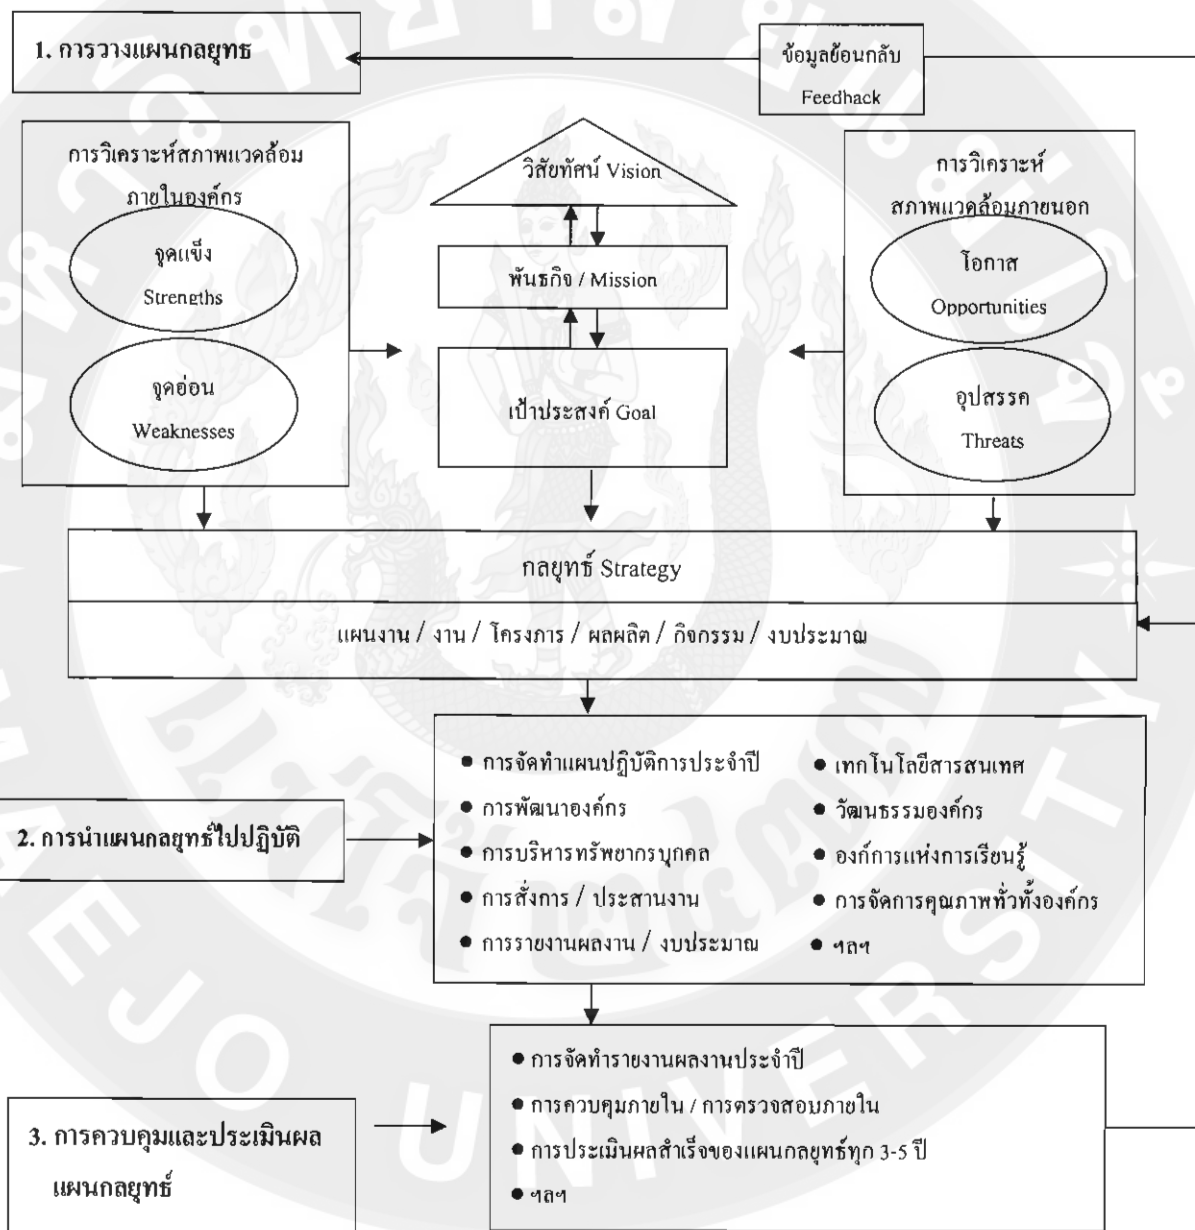 1. การวางแผนกลยุทธ
ข้อมูลย้อนกลับ
Feedback
การวิเคราะห์สภาพแวดล้อม
ภายในองค์กร
จุดแข็ง
Strengths
จุดอ่อน
Weaknesses
วิสัยทัศน์ Vision
พันธกิจ / Mission
เป้าประสงค์ Goal
การวิเคราะห์
สภาพแวดล้อมภายนอก
โอกาส
Opportunities
อุปสรรค
Threats
กลยุทธ์ Strategy
แผนงาน / งาน / โครงการ / ผลผลิต / กิจกรรม / งบประมาณ
2. การนำแผนกลยุทธ์ไปปฏิบัติ
● การจัดทำแผนปฏิบัติการประจำปี
● การพัฒนาองค์กร
● การบริหารทรัพยากรบุคคล
● การสั่งการ / ประสานงาน
● การรายงานผลงาน / งบประมาณ
● เทกโนโลยีสารสนเทศ
● วัฒนธรรมองค์กร
● องก์การแห่งการเรียนรู้
● การจัดการคุณภาพทั่วทั้งองค์กร
● ฯลฯ
3. การควบคุมและประเมินผล
แผนกลยุทธ์
● การจัดทำรายงานผลงานประจำปี
● การควบคุมภายใน / การตรวจสอบภายใน
● การประเมินผลสำเร็จของแผนกลยุทธ์ทุก 3-5 ปี
● ฯลฯ
MAEJO UNIVERSITY